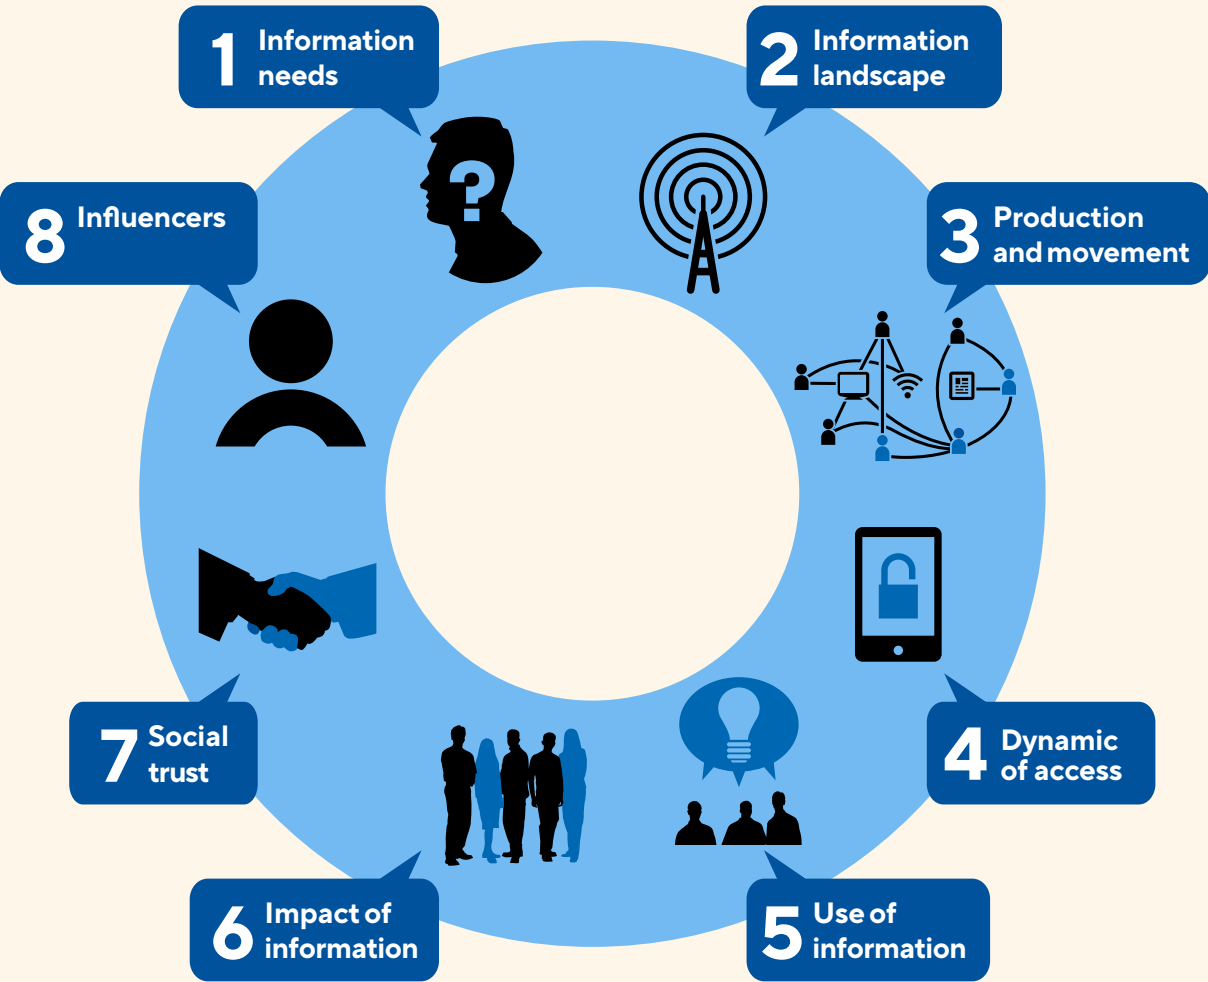 1 Information
needs
2 Information
landscape
3 Production
and movement
4 Dynamic
of access
5 Use of
information
6 Impact of
information
7 Social
trust
8 Influencers
?